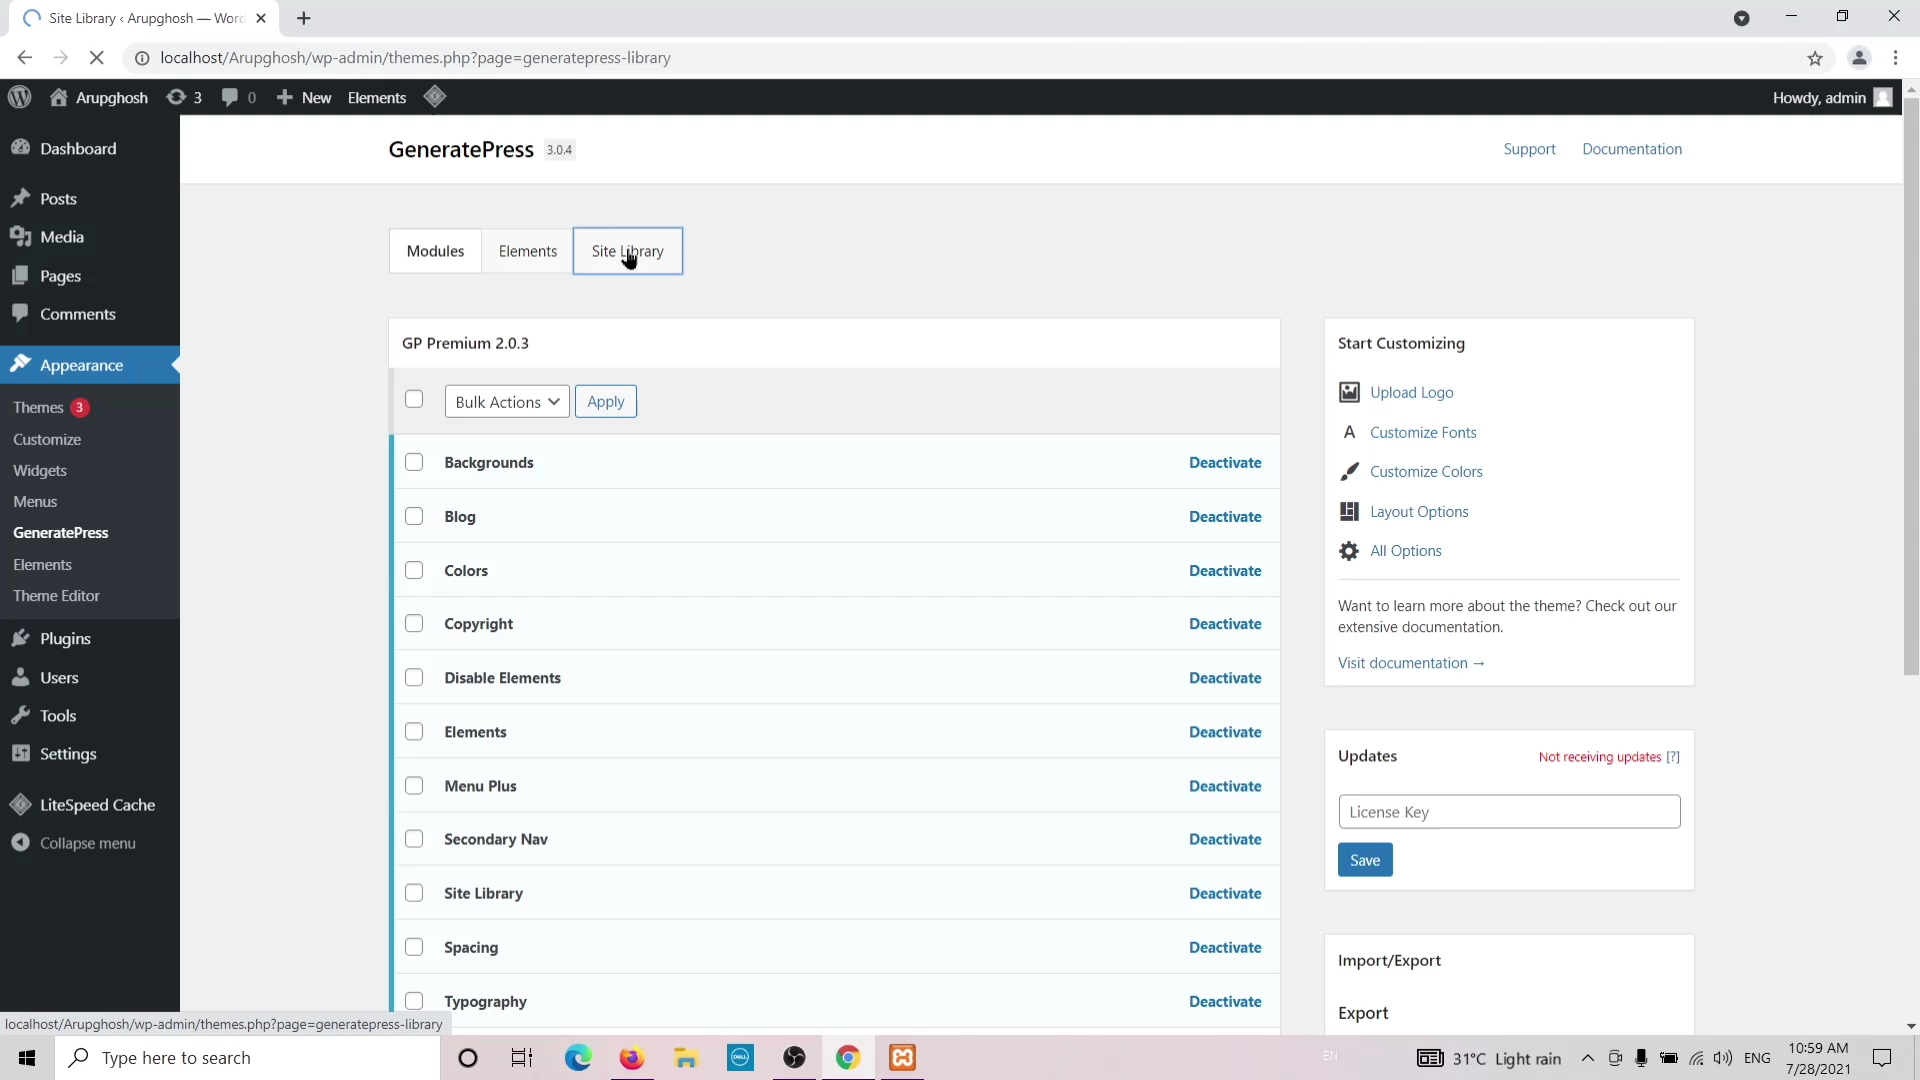 Site Library ‹ Arupghosh — Word
localhost/Arupghosh/wp-admin/themes.php?page=generatepress-library
Arupghosh 3 0 New Elements Howdy, admin
Dashboard
Posts
Media
Pages
Comments
Appearance
Themes 3
Customize
Widgets
Menus
GeneratePress
Elements
Theme Editor
Plugins
Users
Tools
Settings
LiteSpeed Cache
Collapse menu
GeneratePress 3.0.4
Support Documentation
Modules Elements Site Library
GP Premium 2.0.3
Bulk Actions Apply
Backgrounds Deactivate
Blog Deactivate
Colors Deactivate
Copyright Deactivate
Disable Elements Deactivate
Elements Deactivate
Menu Plus Deactivate
Secondary Nav Deactivate
Site Library Deactivate
Spacing Deactivate
Typography Deactivate
Start Customizing
Upload Logo
A Customize Fonts
Customize Colors
Layout Options
All Options
Want to learn more about the theme? Check out our
extensive documentation.
Visit documentation →
Updates Not receiving updates [?]
License Key
Save
Import/Export
Export
localhost/Arupghosh/wp-admin/themes.php?page=generatepress-library
Type here to search
DELL
EN
31°C Light rain
ENG
10:59 AM
7/28/2021